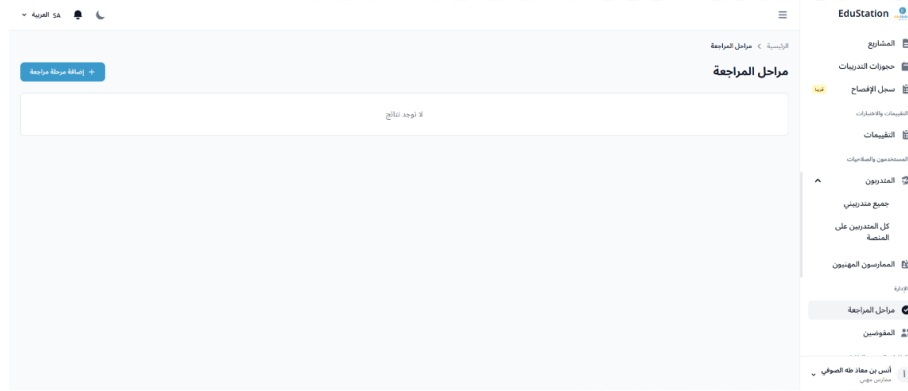 EduStation
المشاريع
حجوزات التدريبات
سجل الإفصاح
قريبا
التقييمات والاختبارات
التقييمات
المستخدمون والصلاحيات
المتدربون
جميع متدربيني
كل المتدربين على
المنصة
الممارسون المهنيون
الإدارة
مراحل المراجعة
المفوضين
أ
أنس بن معاذ طه الصوفي
ممارس مهني
SA العربية
الرئيسية
مراحل المراجعة
مراحل المراجعة
+ إضافة مرحلة مراجعة
لا توجد نتائج